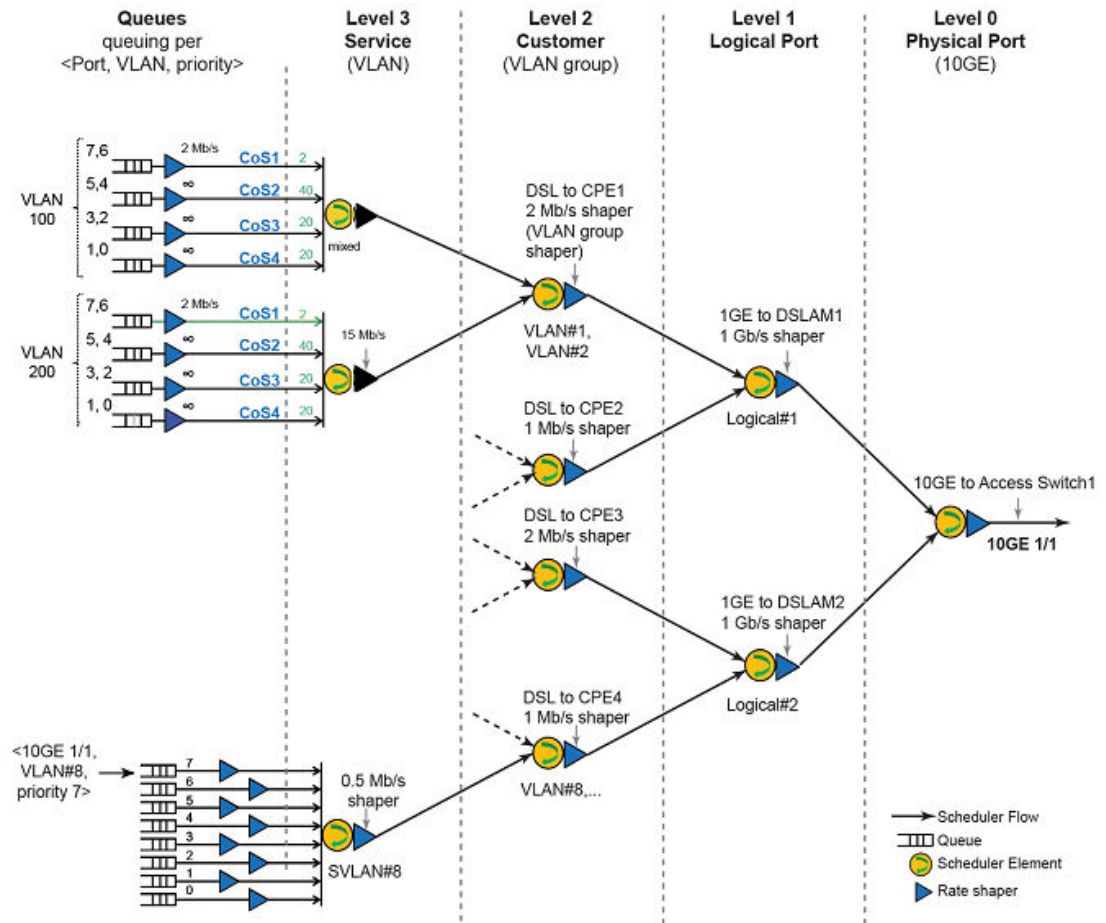 Queues
queuing per
<Port, VLAN, priority>
Level 3
Service
(VLAN)
Level 2
Customer
(VLAN group)
Level 1
Logical Port
Level 0
Physical Port
(10GE)
VLAN
100
7,6
2 Mb/s
CoS1
2
5,4
∞
CoS2
40
3,2
∞
CoS3
20
1,0
∞
CoS4
20
mixed
VLAN
200
7,6
2 Mb/s
CoS1
2
5,4
∞
CoS2
40
3,2
∞
CoS3
20
1,0
∞
CoS4
20
15 Mb/s
DSL to CPE1
2 Mb/s shaper
(VLAN group
shaper)
VLAN#1,
VLAN#2
DSL to CPE2
1 Mb/s shaper
DSL to CPE3
2 Mb/s shaper
DSL to CPE4
1 Mb/s shaper
VLAN#8,...
1GE to DSLAM1
1 Gb/s shaper
Logical#1
1GE to DSLAM2
1 Gb/s shaper
Logical#2
10GE to Access Switch1
10GE 1/1
<10GE 1/1,
VLAN#8,
priority 7>
7
6
5
4
3
2
1
0
0.5 Mb/s
shaper
SVLAN#8
Scheduler Flow
Queue
Scheduler Element
Rate shaper